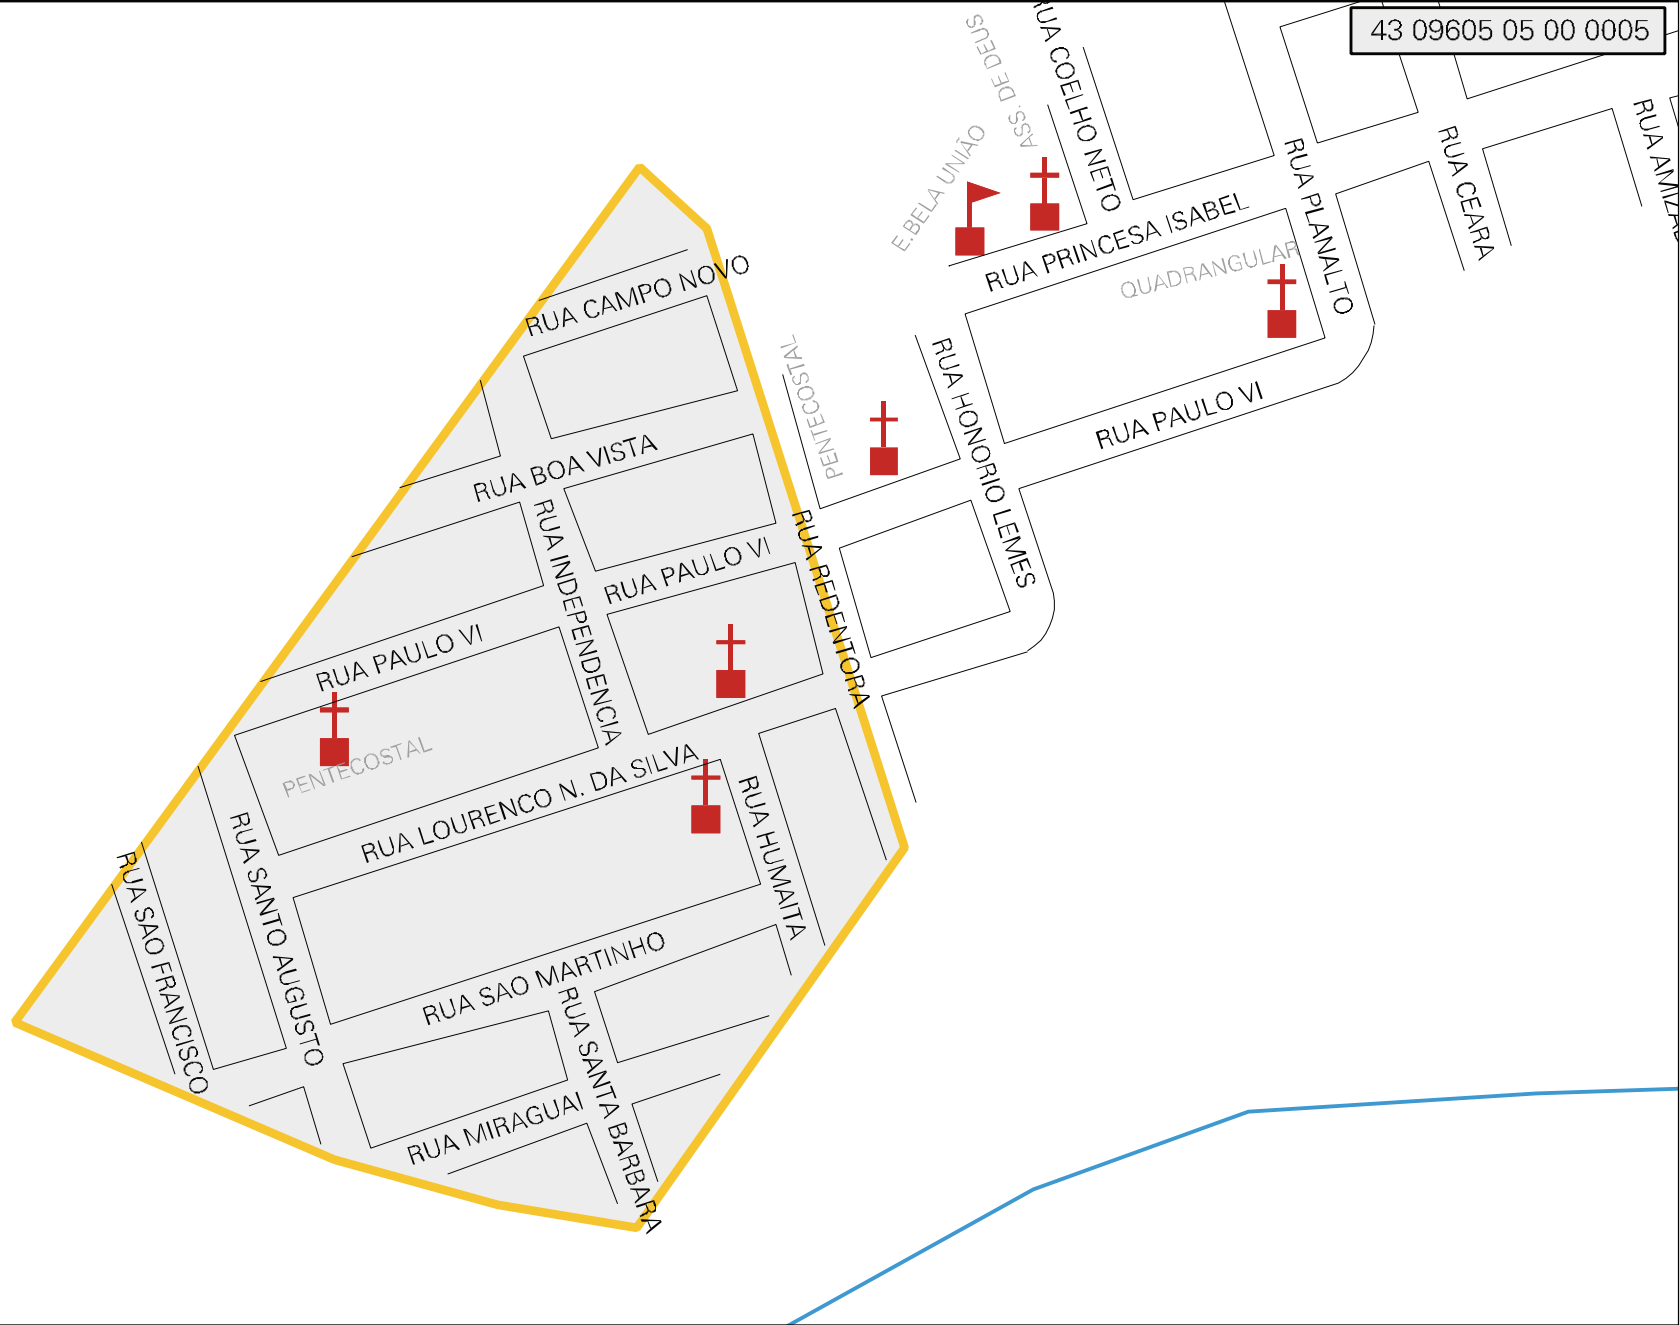 43 09605 05 00 0005
ASS. DE DEUS
RUA COELHO NETO
E.BELA UNIÃO
RUA PRINCESA ISABEL
RUA PLANALTO
RUA CEARA
QUADRANGULAR
RUA CAMPO NOVO
PENTECOSTAL
RUA HONORIO LEMES
RUA PAULO VI
RUA BOA VISTA
RUA INDEPENDENCIA
RUA PAULO VI
RUA REDENTORA
RUA PAULO VI
PENTECOSTAL
RUA LOURENCO N. DA SILVA
RUA HUMAITA
RUA SANTO AUGUSTO
RUA SAO FRANCISCO
RUA SAO MARTINHO
RUA SANTA BARBARA
RUA MIRAGUAI